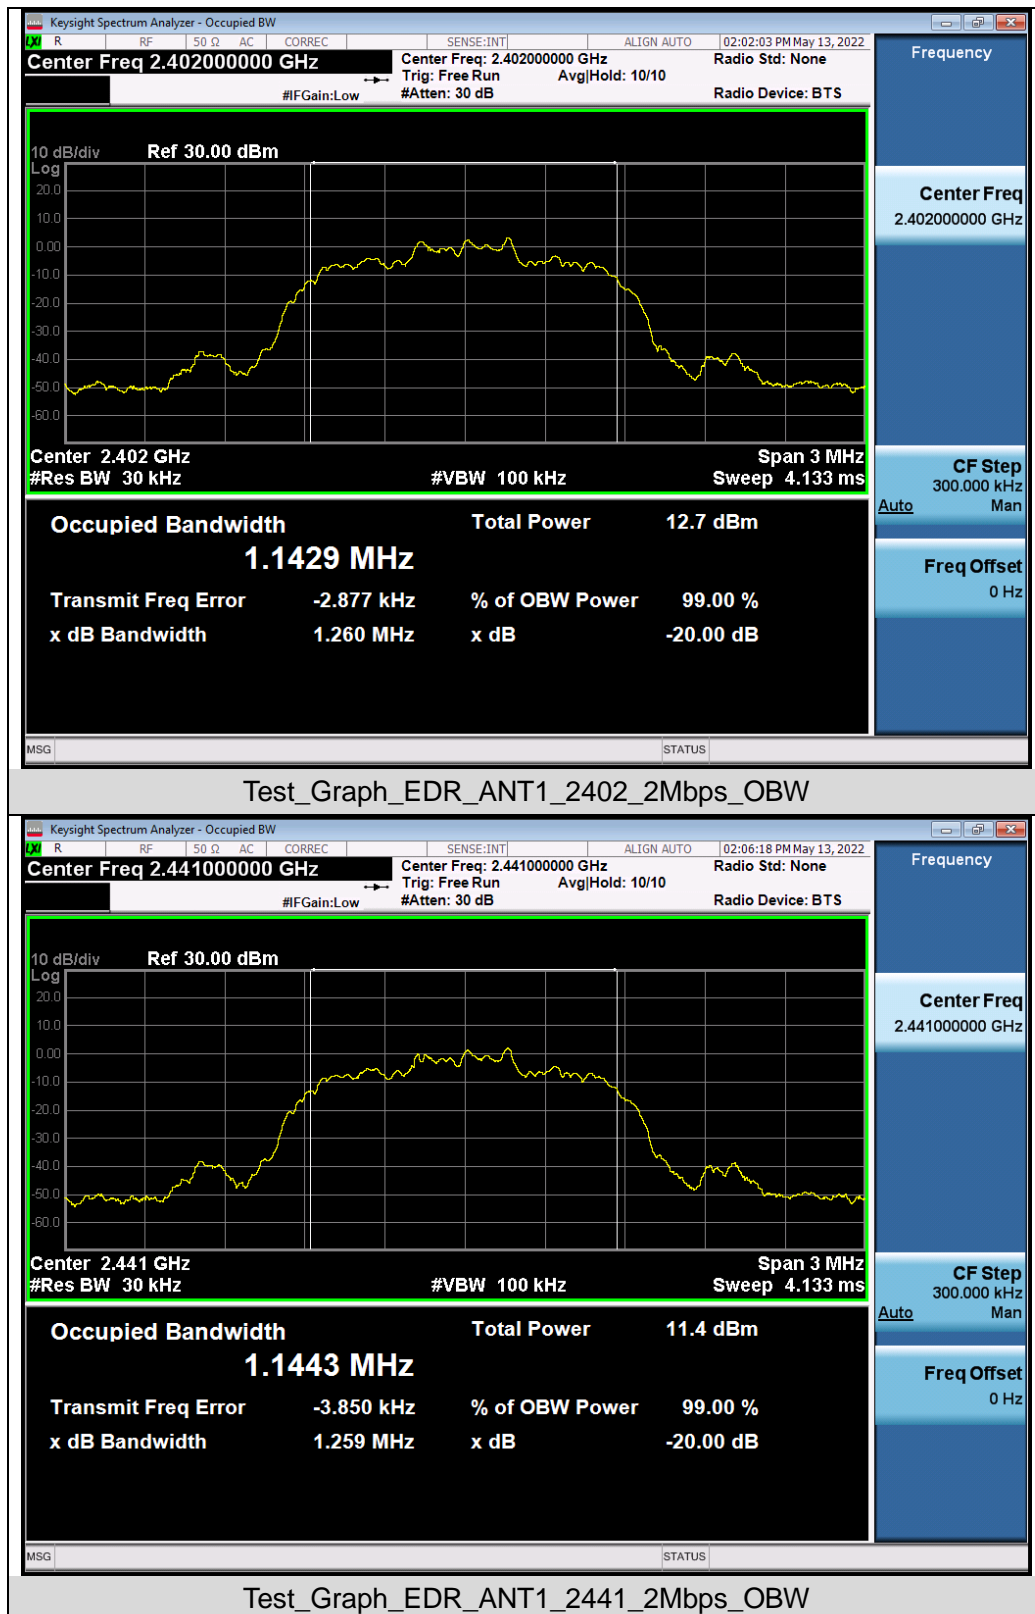 Keysight Spectrum Analyzer - Occupied BW
LXI R RF 50 Ω AC CORREC SENSE:INT ALIGN AUTO 02:02:03 PM May 13, 2022
Center Freq 2.402000000 GHz
Center Freq: 2.402000000 GHz
Radio Std: None
Trig: Free Run Avg|Hold: 10/10
#IFGain:Low
#Atten: 30 dB
Radio Device: BTS
Frequency
10 dB/div Ref 30.00 dBm
Log
20.0
10.0
0.00
-10.0
-20.0
-30.0
-40.0
-50.0
-60.0
Center Freq
2.402000000 GHz
Center 2.402 GHz Span 3 MHz
#Res BW 30 kHz #VBW 100 kHz Sweep 4.133 ms
CF Step
300.000 kHz
Auto Man
Occupied Bandwidth Total Power 12.7 dBm
1.1429 MHz
Freq Offset
0 Hz
Transmit Freq Error -2.877 kHz % of OBW Power 99.00 %
x dB Bandwidth 1.260 MHz x dB -20.00 dB
MSG STATUS
Test_Graph_EDR_ANT1_2402_2Mbps_OBW
Keysight Spectrum Analyzer - Occupied BW
LXI R RF 50 Ω AC CORREC SENSE:INT ALIGN AUTO 02:06:18 PM May 13, 2022
Center Freq 2.441000000 GHz
Center Freq: 2.441000000 GHz
Radio Std: None
Trig: Free Run Avg|Hold: 10/10
#IFGain:Low
#Atten: 30 dB
Radio Device: BTS
Frequency
10 dB/div Ref 30.00 dBm
Log
20.0
10.0
0.00
-10.0
-20.0
-30.0
-40.0
-50.0
-60.0
Center Freq
2.441000000 GHz
Center 2.441 GHz Span 3 MHz
#Res BW 30 kHz #VBW 100 kHz Sweep 4.133 ms
CF Step
300.000 kHz
Auto Man
Occupied Bandwidth Total Power 11.4 dBm
1.1443 MHz
Freq Offset
0 Hz
Transmit Freq Error -3.850 kHz % of OBW Power 99.00 %
x dB Bandwidth 1.259 MHz x dB -20.00 dB
MSG STATUS
Test_Graph_EDR_ANT1_2441_2Mbps_OBW